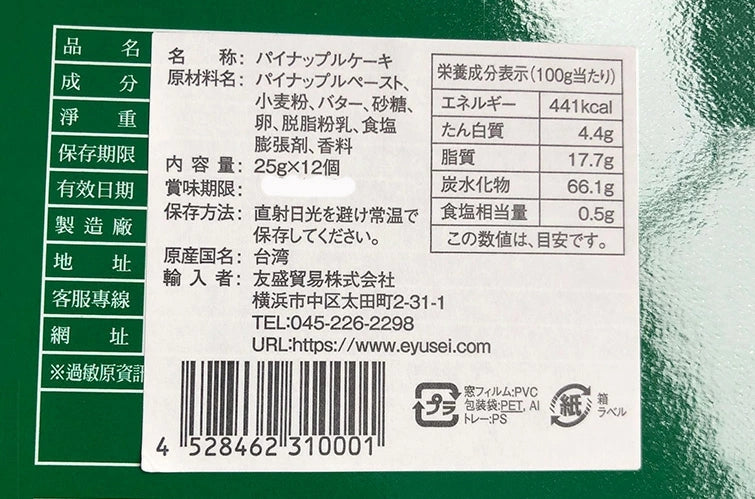 品名
成分
淨重
保存期限
有效日期
製造廠
地址
客服專線
網址
※過敏原資訊
名称: パイナップルケーキ
原材料名: パイナップルペースト、
小麦粉、バター、砂糖、
卵、脱脂粉乳、食塩
膨張剤、香料
内容量: 25g×12個
賞味期限:
保存方法: 直射日光を避け常温で
保存してください。
原産国名: 台湾
輸入者: 友盛貿易株式会社
横浜市中区太田町2-31-1
TEL:045-226-2298
URL:https://www.eyusei.com
栄養成分表示(100g当たり)
エネルギー 441kcal
たん白質 4.4g
脂質 17.7g
炭水化物 66.1g
食塩相当量 0.5g
この数値は、目安です。
4 528462 310001
プラ
窓フィルム:PVC
包装袋:PET, Al
トレー:PS
紙
箱
ラベル